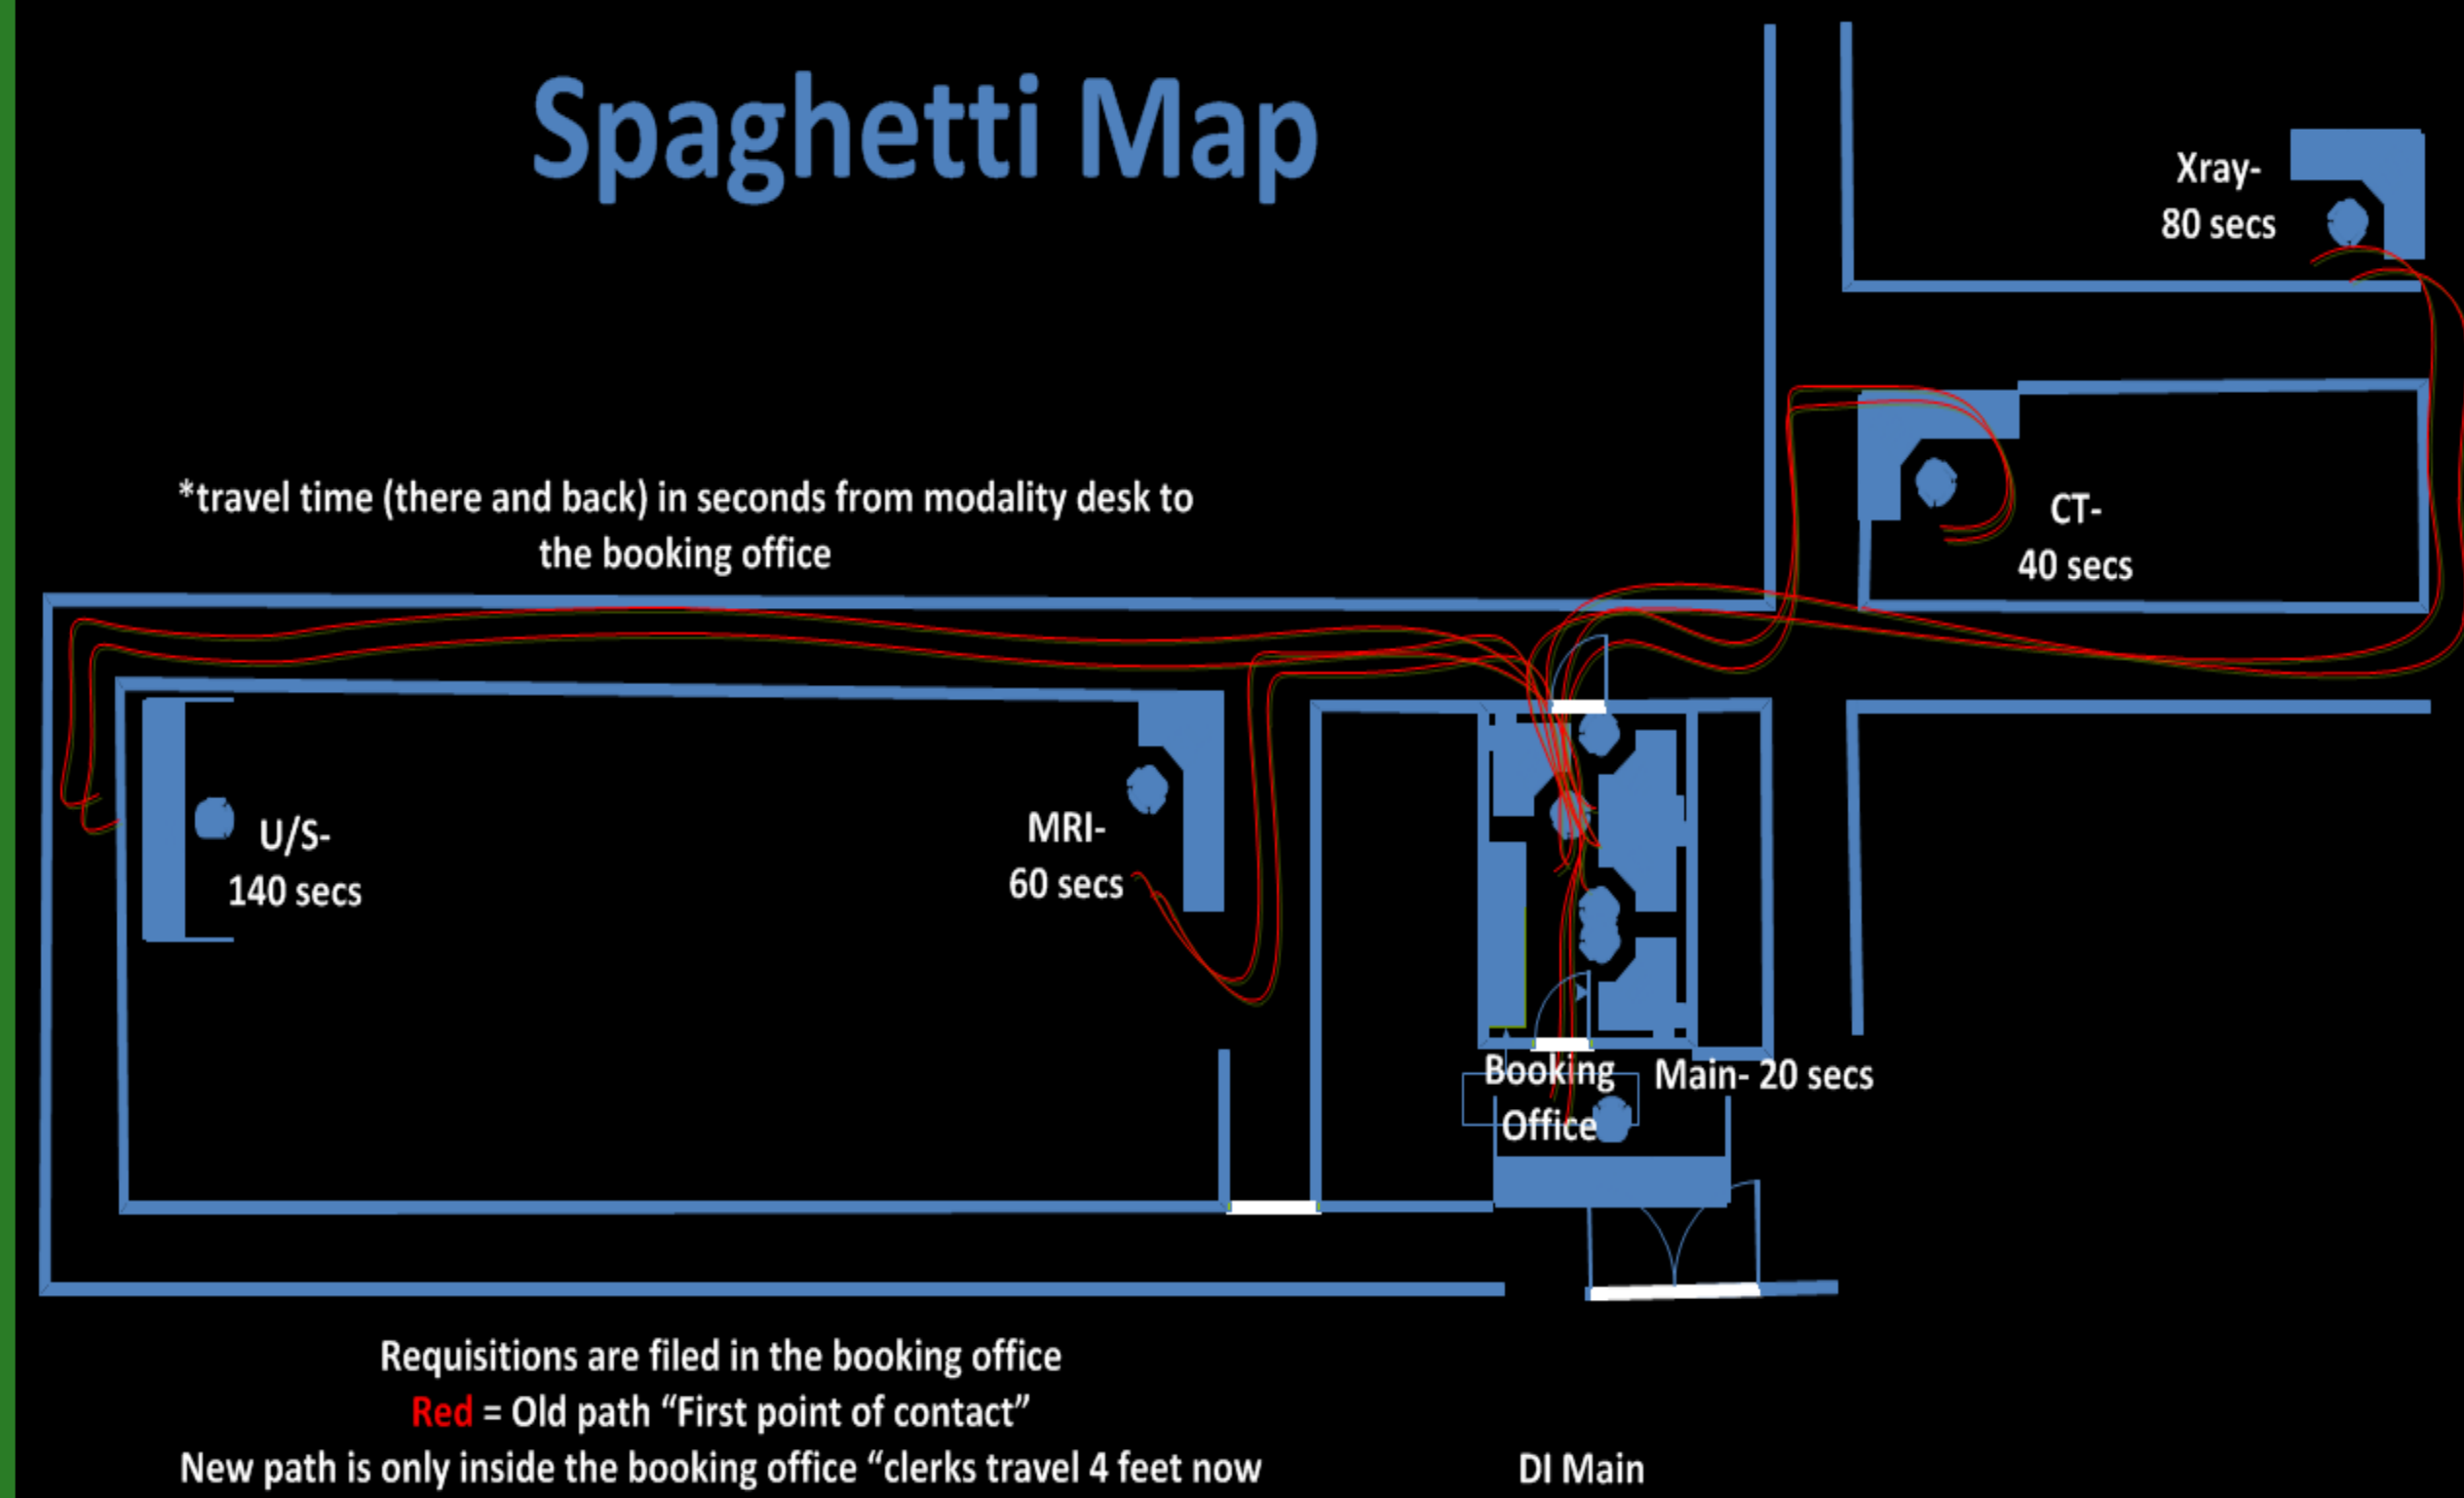 Spaghetti Map
Xray-
80 secs
*travel time (there and back) in seconds from modality desk to
the booking office
CT-
40 secs
U/S-
140 secs
MRI-
60 secs
Booking
Office
Main- 20 secs
Requisitions are filed in the booking office
Red = Old path “First point of contact”
New path is only inside the booking office “clerks travel 4 feet now
DI Main